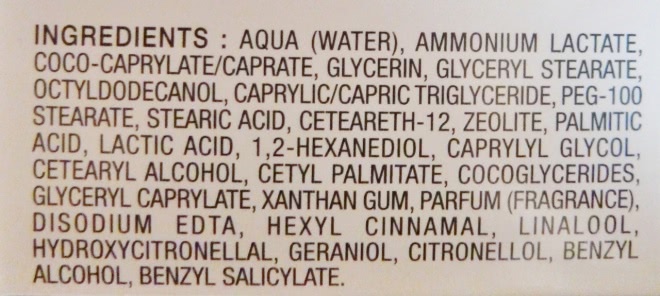 INGREDIENTS : AQUA (WATER), AMMONIUM LACTATE,
COCO-CAPRYLATE/CAPRATE, GLYCERIN, GLYCERYL STEARATE,
OCTYLDODECANOL, CAPRYLIC/CAPRIC TRIGLYCERIDE, PEG-100
STEARATE, STEARIC ACID, CETEARETH-12, ZEOLITE, PALMITIC
ACID, LACTIC ACID, 1,2-HEXANEDIOL, CAPRYLYL GLYCOL,
CETEARYL ALCOHOL, CETYL PALMITATE, COCOGLYCERIDES,
GLYCERYL CAPRYLATE, XANTHAN GUM, PARFUM (FRAGRANCE),
DISODIUM EDTA, HEXYL CINNAMAL, LINALOOL,
HYDROXYCITRONELLAL, GERANIOL, CITRONELLOL, BENZYL
ALCOHOL, BENZYL SALICYLATE.